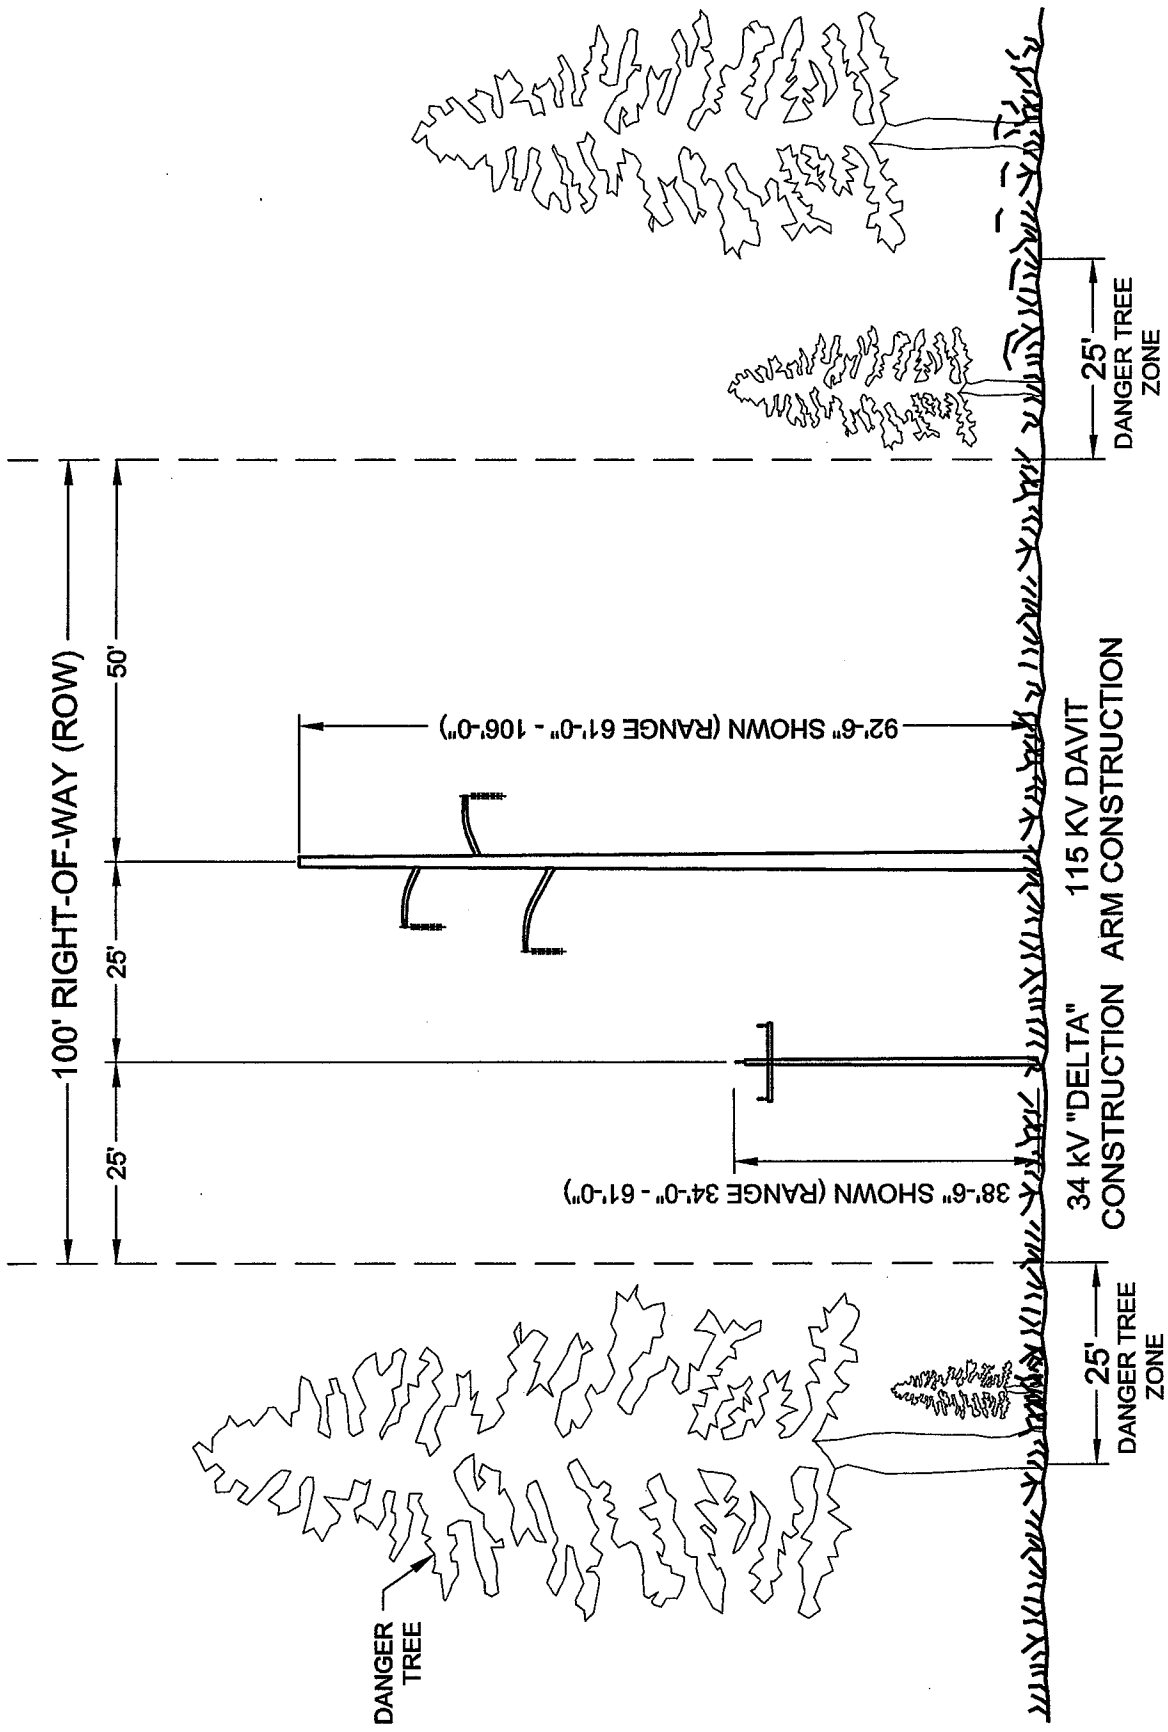 100' RIGHT-OF-WAY (ROW)
25'
25'
50'
DANGER
TREE
38'-6" SHOWN (RANGE 34'-0" - 61'-0")
92'-6" SHOWN (RANGE 61'-0" - 106'-0")
25'
DANGER TREE
ZONE
34 kV "DELTA"
CONSTRUCTION
115 KV DAVIT
ARM CONSTRUCTION
25'
DANGER TREE
ZONE